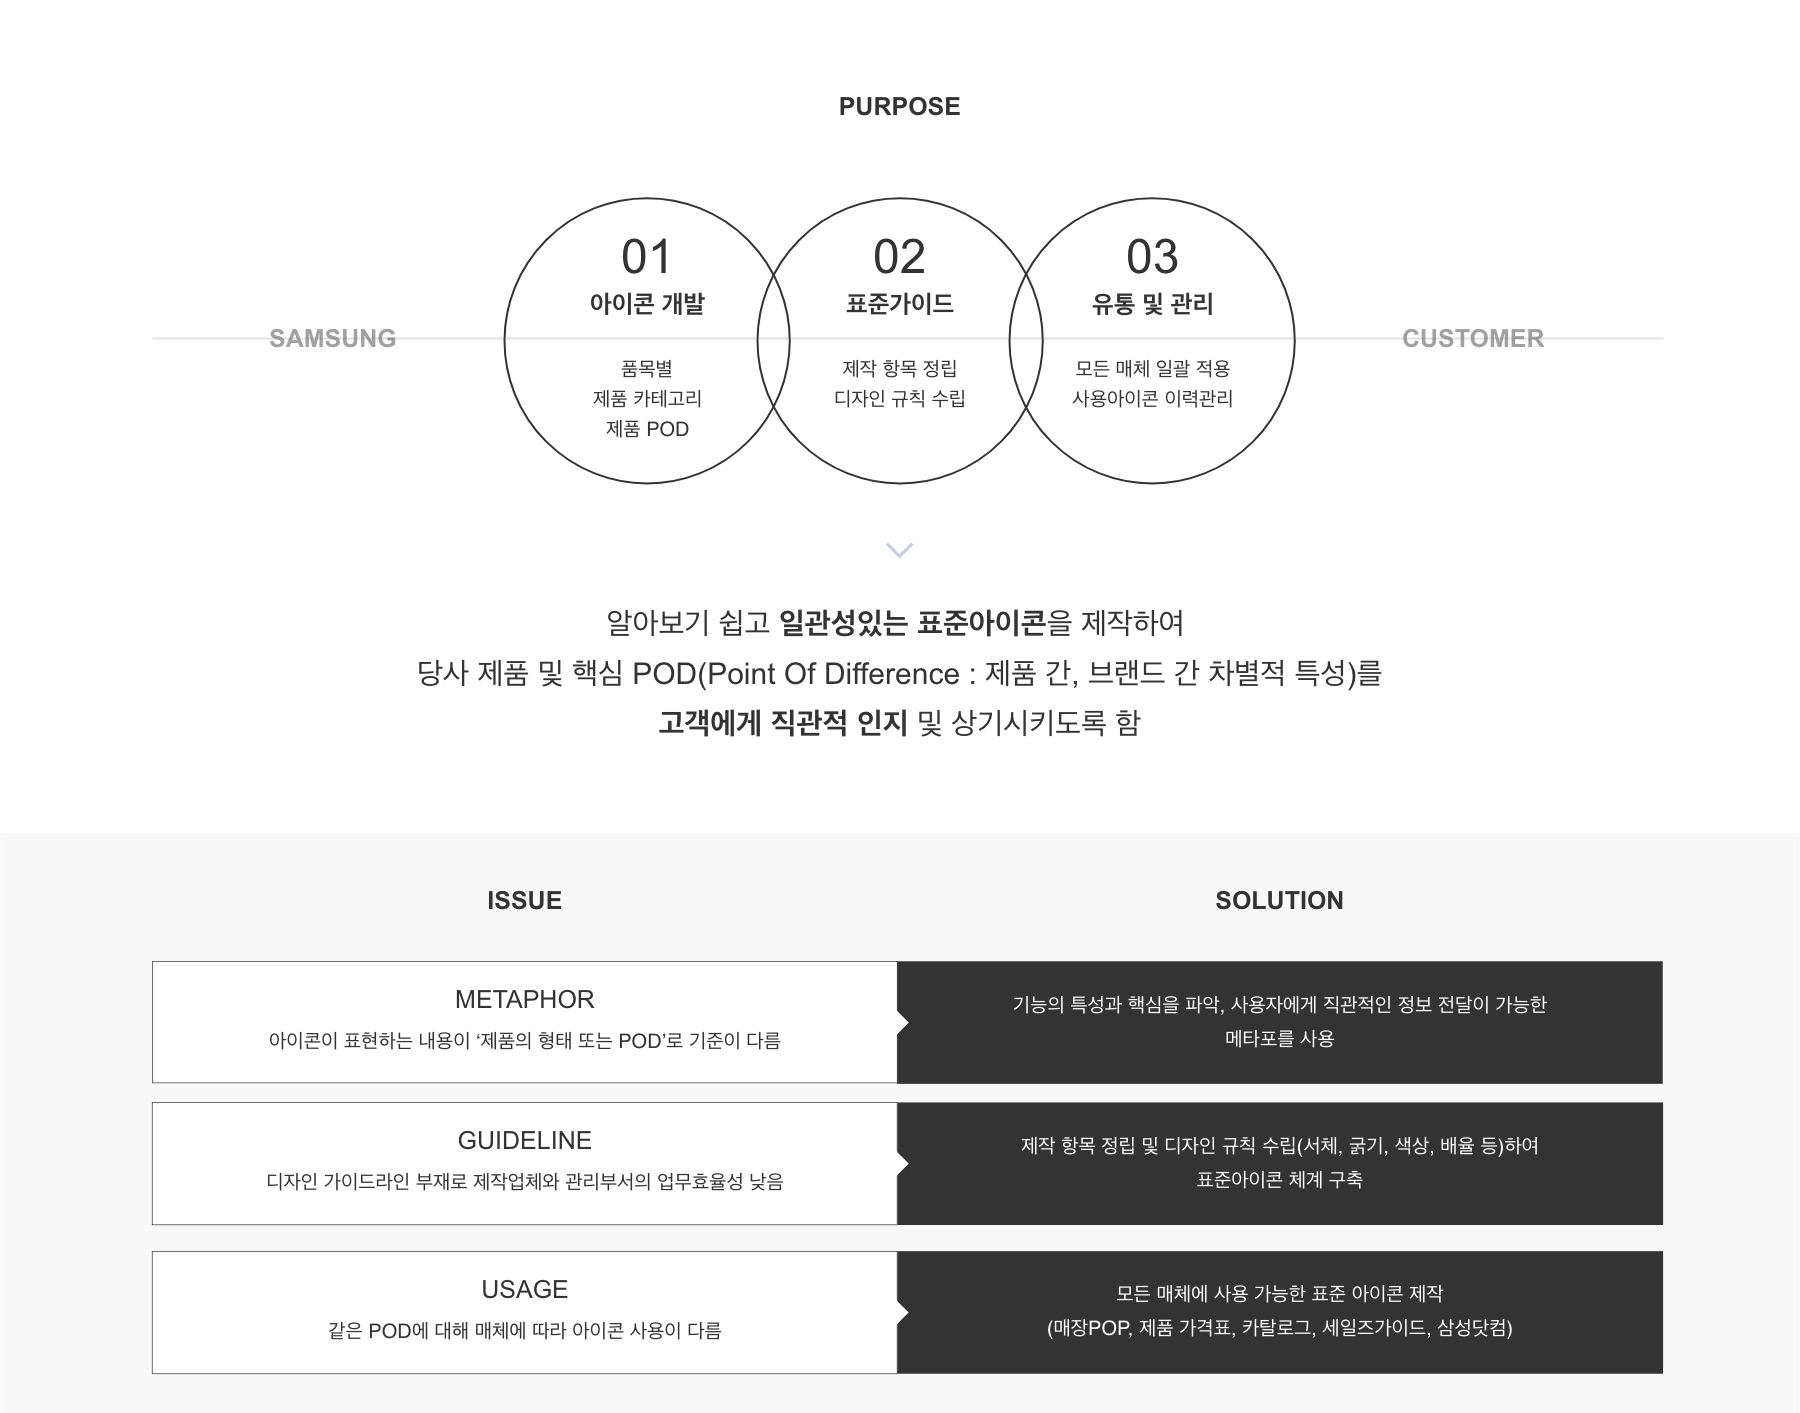 PURPOSE
SAMSUNG
01
아이콘 개발
품목별
제품 카테고리
제품 POD
02
표준가이드
제작 항목 정립
디자인 규칙 수립
03
유통 및 관리
모든 매체 일괄 적용
사용아이콘 이력관리
CUSTOMER
알아보기 쉽고 일관성있는 표준아이콘을 제작하여
당사 제품 및 핵심 POD(Point Of Difference : 제품 간, 브랜드 간 차별적 특성)를
고객에게 직관적 인지 및 상기시키도록 함
ISSUE
SOLUTION
METAPHOR
아이콘이 표현하는 내용이 ‘제품의 형태 또는 POD’로 기준이 다름
기능의 특성과 핵심을 파악, 사용자에게 직관적인 정보 전달이 가능한
메타포를 사용
GUIDELINE
디자인 가이드라인 부재로 제작업체와 관리부서의 업무효율성 낮음
제작 항목 정립 및 디자인 규칙 수립(서체, 굵기, 색상, 배율 등)하여
표준아이콘 체계 구축
USAGE
같은 POD에 대해 매체에 따라 아이콘 사용이 다름
모든 매체에 사용 가능한 표준 아이콘 제작
(매장POP, 제품 가격표, 카탈로그, 세일즈가이드, 삼성닷컴)